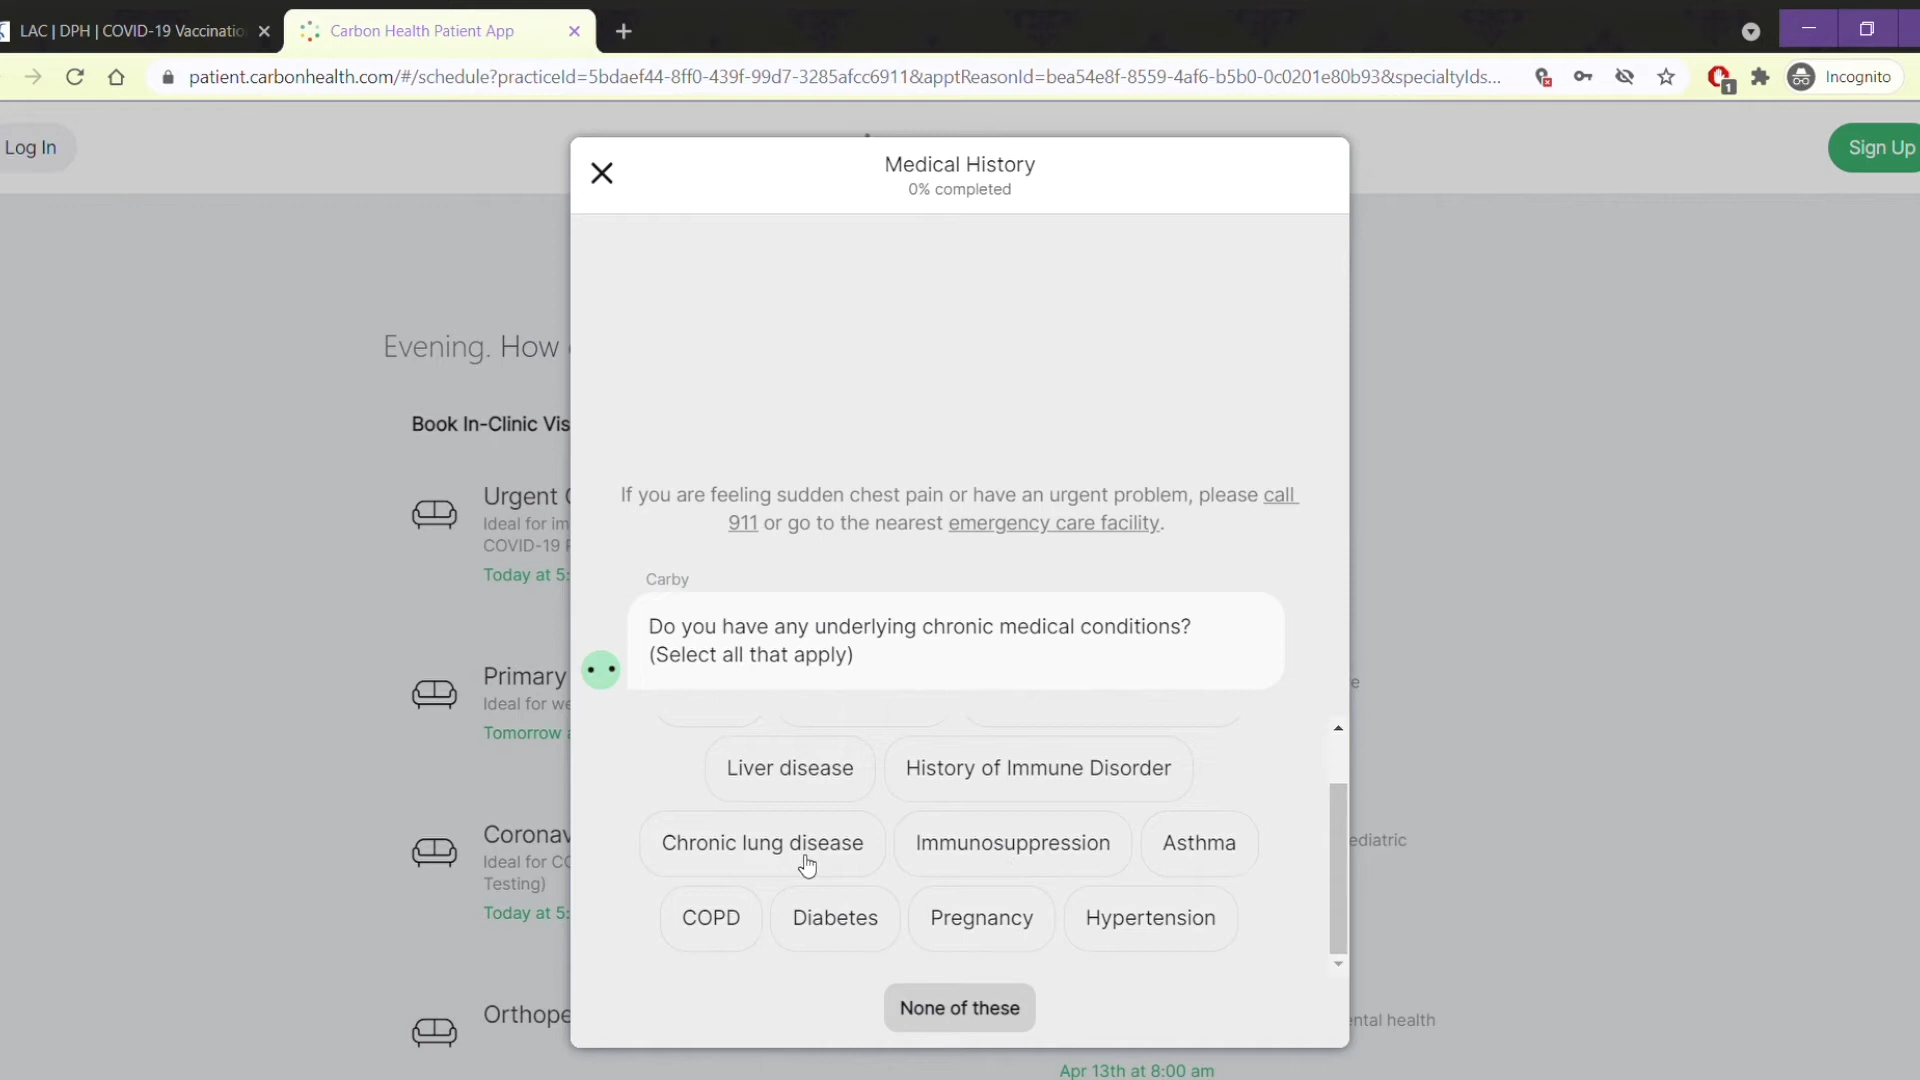 LAC | DPH | COVID-19 Vaccinatio
Carbon Health Patient App
patient.carbonhealth.com/#/schedule?practiceId=5bdaef44-8ff0-439f-99d7-3285afcc6911&apptReasonId=bea54e8f-8559-4af6-b5b0-0c0201e80b93&specialtyIds...
1
Incognito
Log In
Sign Up
Medical History
0% completed
Evening. How
Book In-Clinic Vis
Urgent
Ideal for im
COVID-19
Today at 5:
Primary
Ideal for we
Tomorrow
Coronav
Ideal for CO
Testing)
Today at 5:
Orthope
If you are feeling sudden chest pain or have an urgent problem, please call
911 or go to the nearest emergency care facility.
Carby
Do you have any underlying chronic medical conditions?
(Select all that apply)
Liver disease
History of Immune Disorder
Chronic lung disease
Immunosuppression
Asthma
COPD
Diabetes
Pregnancy
Hypertension
None of these
e
ediatric
ental health
Apr 13th at 8:00 am